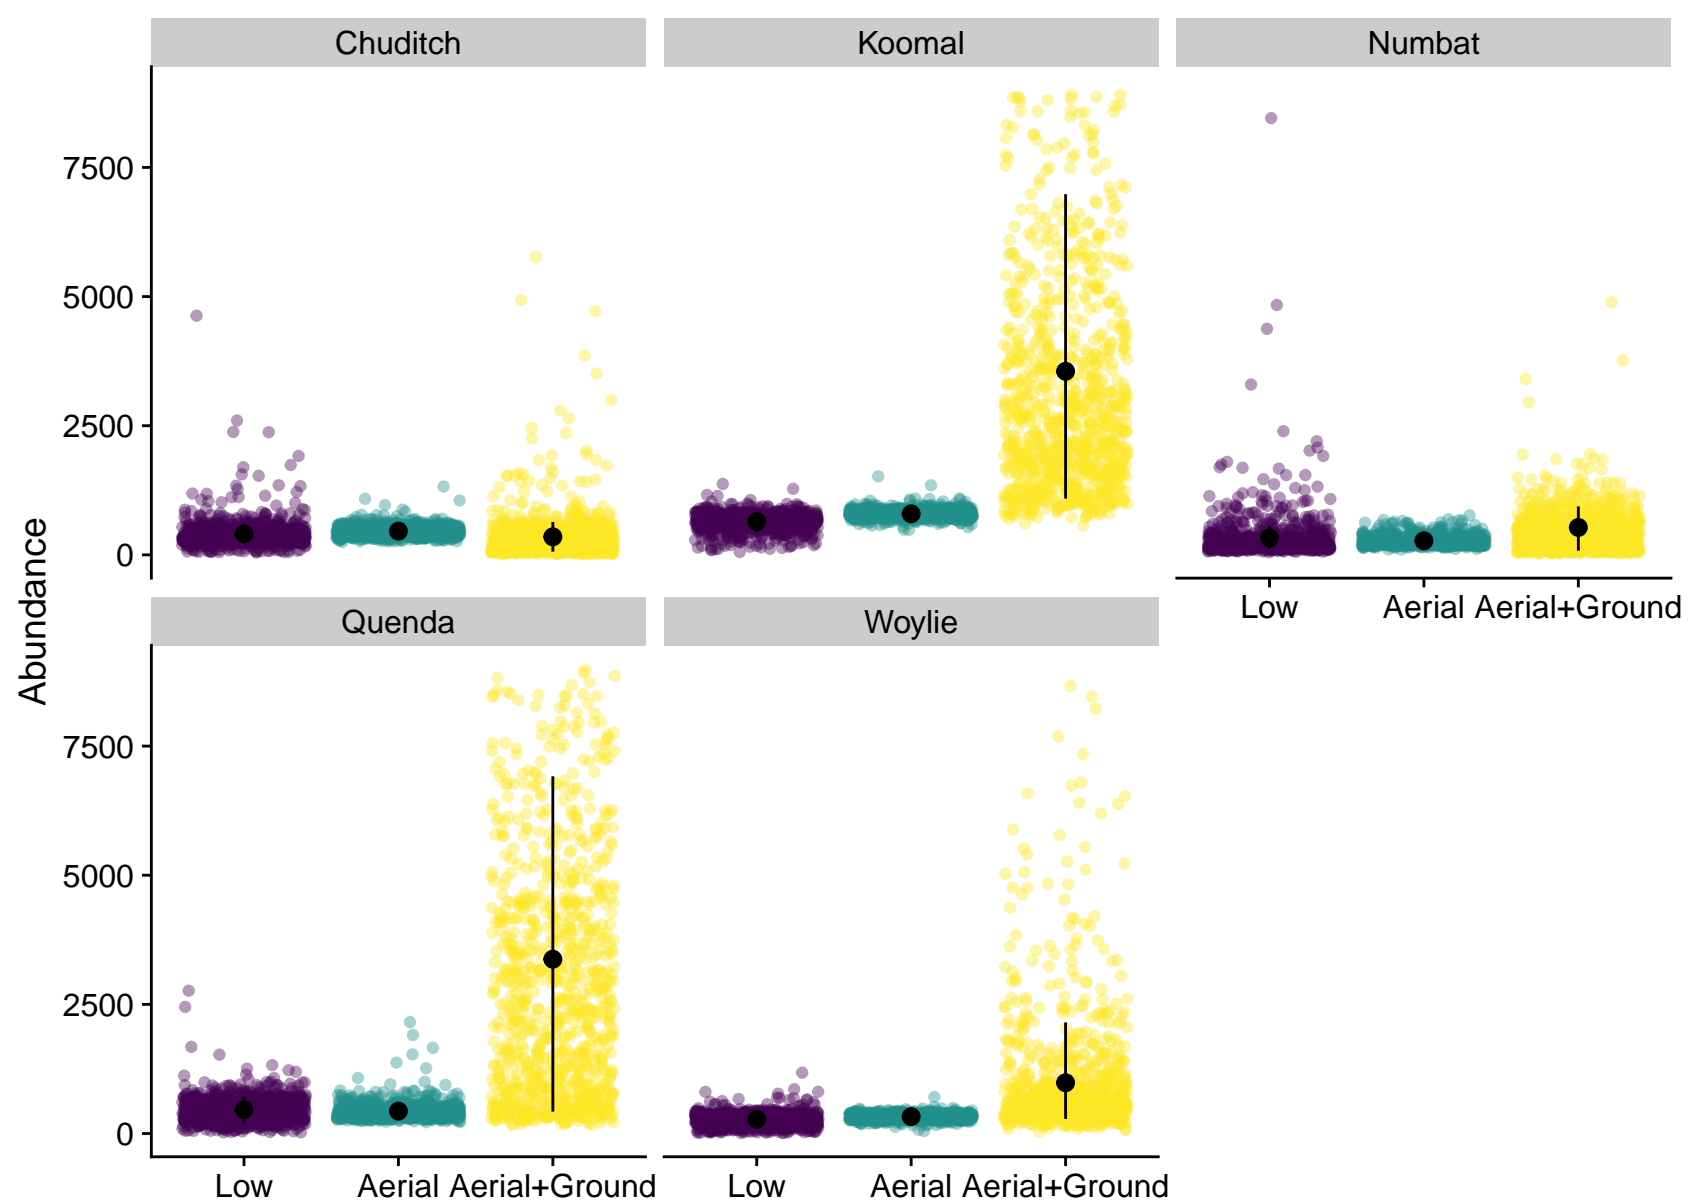 Chuditch Koomal Numbat
7500
5000
2500
0
Abundance
Low Aerial Aerial+Ground
Quenda Woylie
7500
5000
2500
0
Low Aerial Aerial+Ground Low Aerial Aerial+Ground